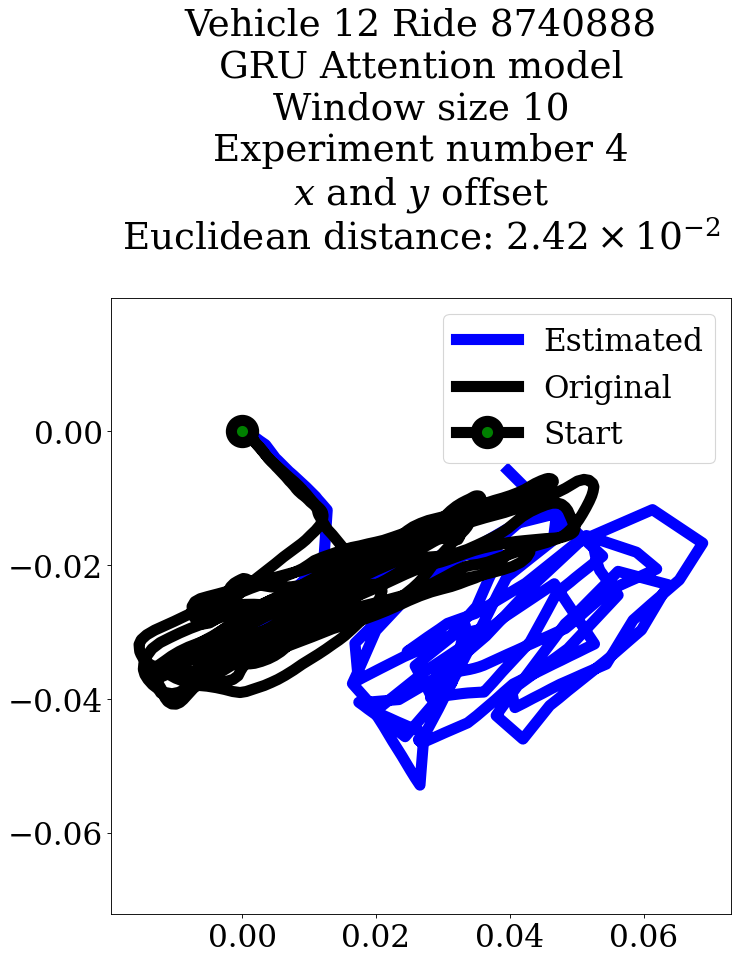 Vehicle 12 Ride 8740888
GRU Attention model
Window size 10
Experiment number 4
x and y offset
Euclidean distance: 2.42 × 10⁻²
Estimated
Original
Start
0.00
−0.02
−0.04
−0.06
0.00 0.02 0.04 0.06